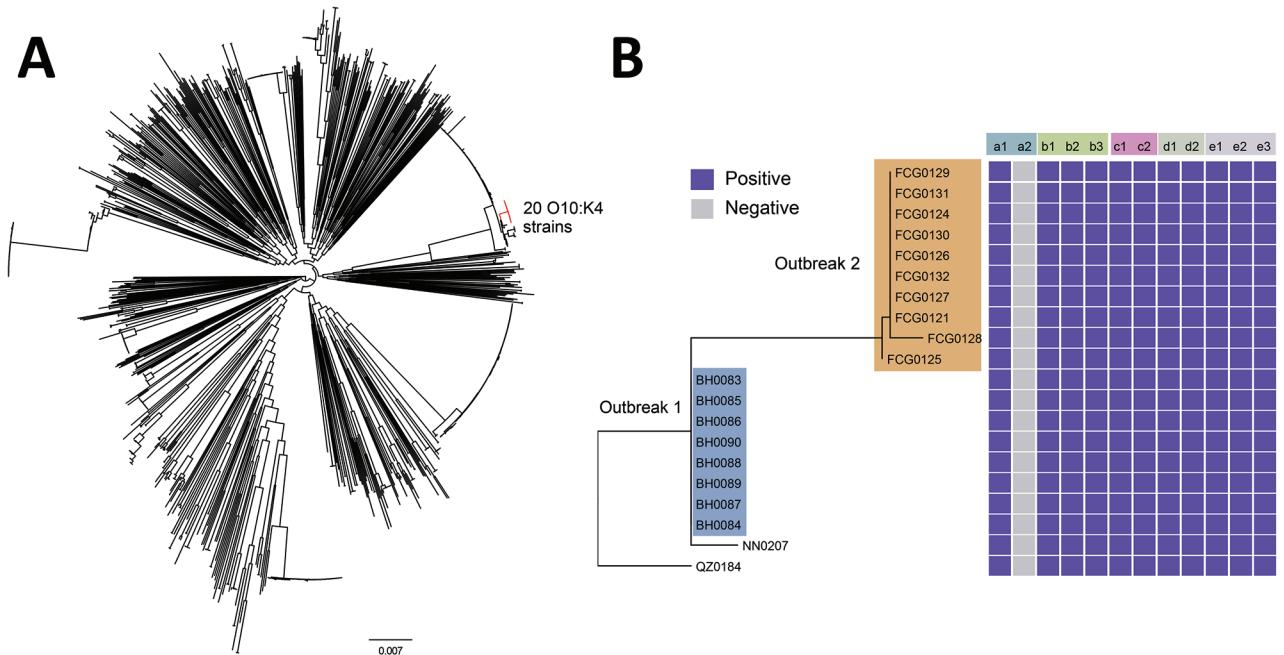 A
B
20 O10:K4
strains
0.007
Positive
Negative
a1 a2 b1 b2 b3 c1 c2 d1 d2 e1 e2 e3
Outbreak 2
FCG0129
FCG0131
FCG0124
FCG0130
FCG0126
FCG0132
FCG0127
FCG0121
FCG0128
FCG0125
Outbreak 1
BH0083
BH0085
BH0086
BH0090
BH0088
BH0089
BH0087
BH0084
NN0207
QZ0184